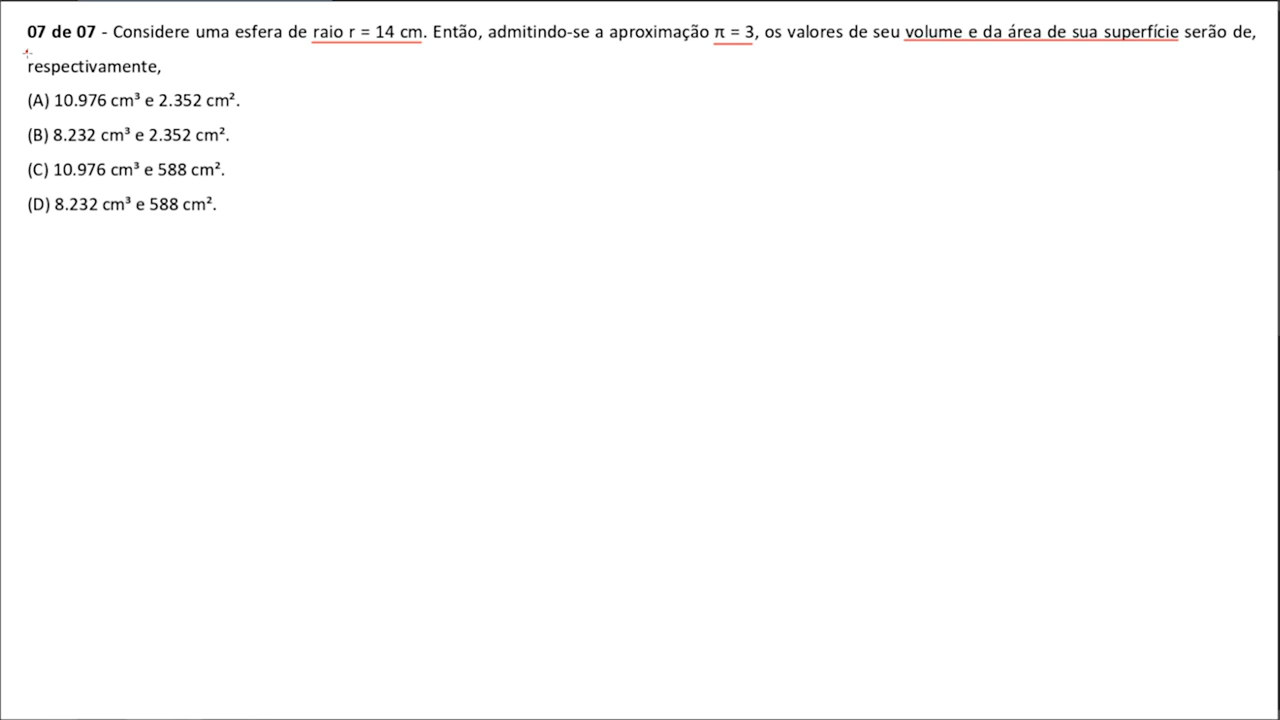 07 de 07 - Considere uma esfera de raio r = 14 cm. Então, admitindo-se a aproximação π = 3, os valores de seu volume e da área de sua superfície serão de,
respectivamente,
(A) 10.976 cm³ e 2.352 cm².
(B) 8.232 cm³ e 2.352 cm².
(C) 10.976 cm³ e 588 cm².
(D) 8.232 cm³ e 588 cm².